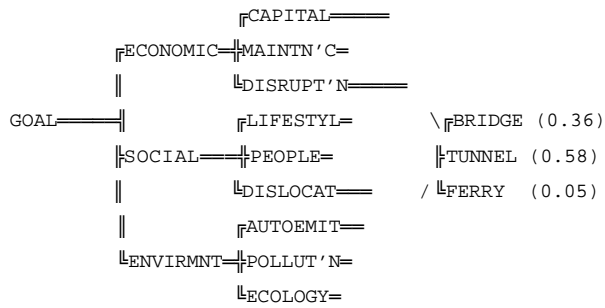 ╔CAPITAL═════
╔ECONOMIC═╬MAINTN'C═
║ ╚DISRUPT'N═════
GOAL═════╣ ╔LIFESTYL═ \╔BRIDGE (0.36)
╠SOCIAL═══╬PEOPLE═ ╠TUNNEL (0.58)
║ ╚DISLOCAT═══ / ╚FERRY (0.05)
║ ╔AUTOEMIT══
╚ENVIRMNT═╬POLLUT'N═
╚ECOLOGY═